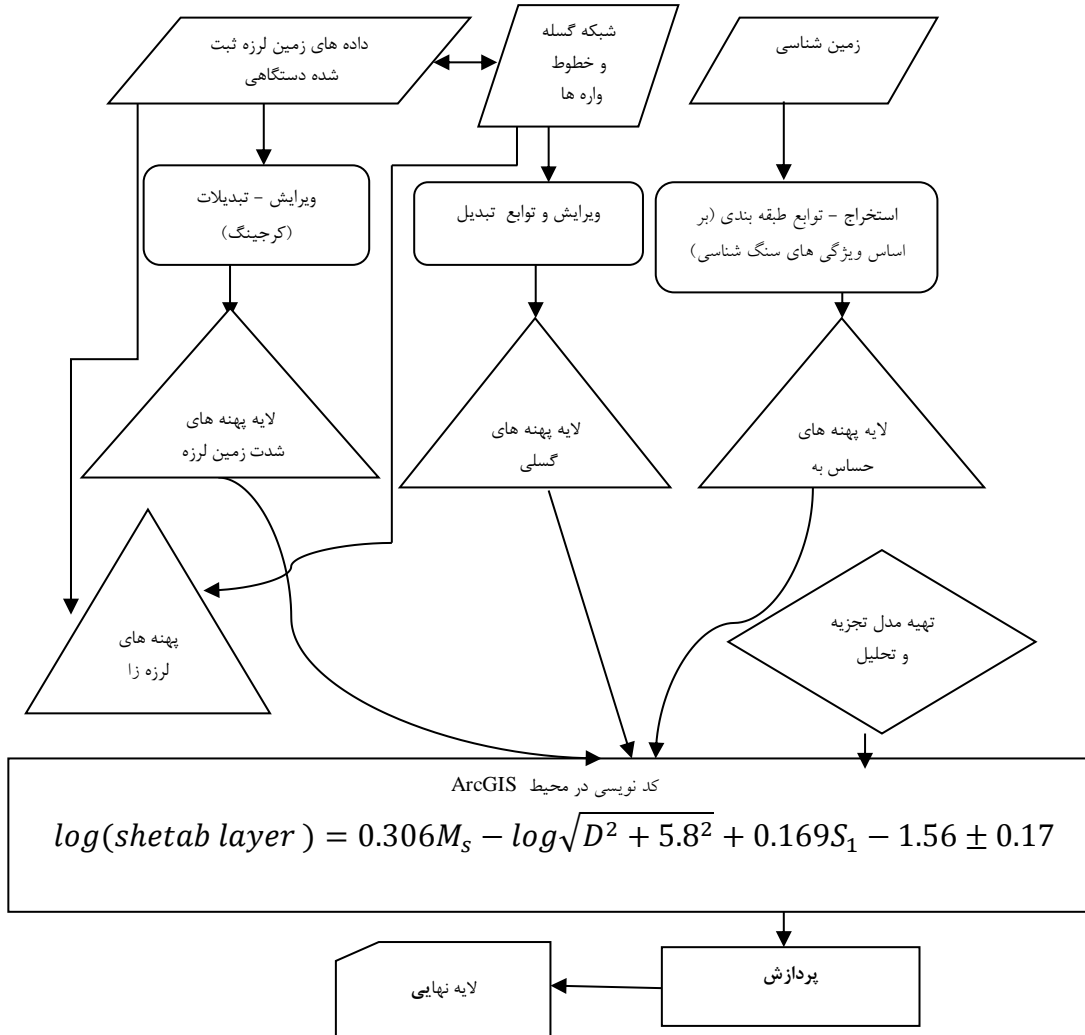 داده های زمین لرزه ثبت
شده دستگاهی
شبکه گسله
و خطوط
واره ها
زمین شناسی
ویرایش – تبدیلات
(کرجینگ)
ویرایش و توابع تبدیل
استخراج – توابع طبقه بندی (بر
اساس ویژگی های سنگ شناسی)
لایه پهنه های
شدت زمین لرزه
لایه پهنه های
گسلی
لایه پهنه های
حساس به
پهنه های
لرزه زا
تهیه مدل تجزیه
و تحلیل
کد نویسی در محیط ArcGIS
log(shetab layer ) = 0.306M_s − log√(D² + 5.8²) + 0.169S₁ − 1.56 ± 0.17
پردازش
لایه نهایی